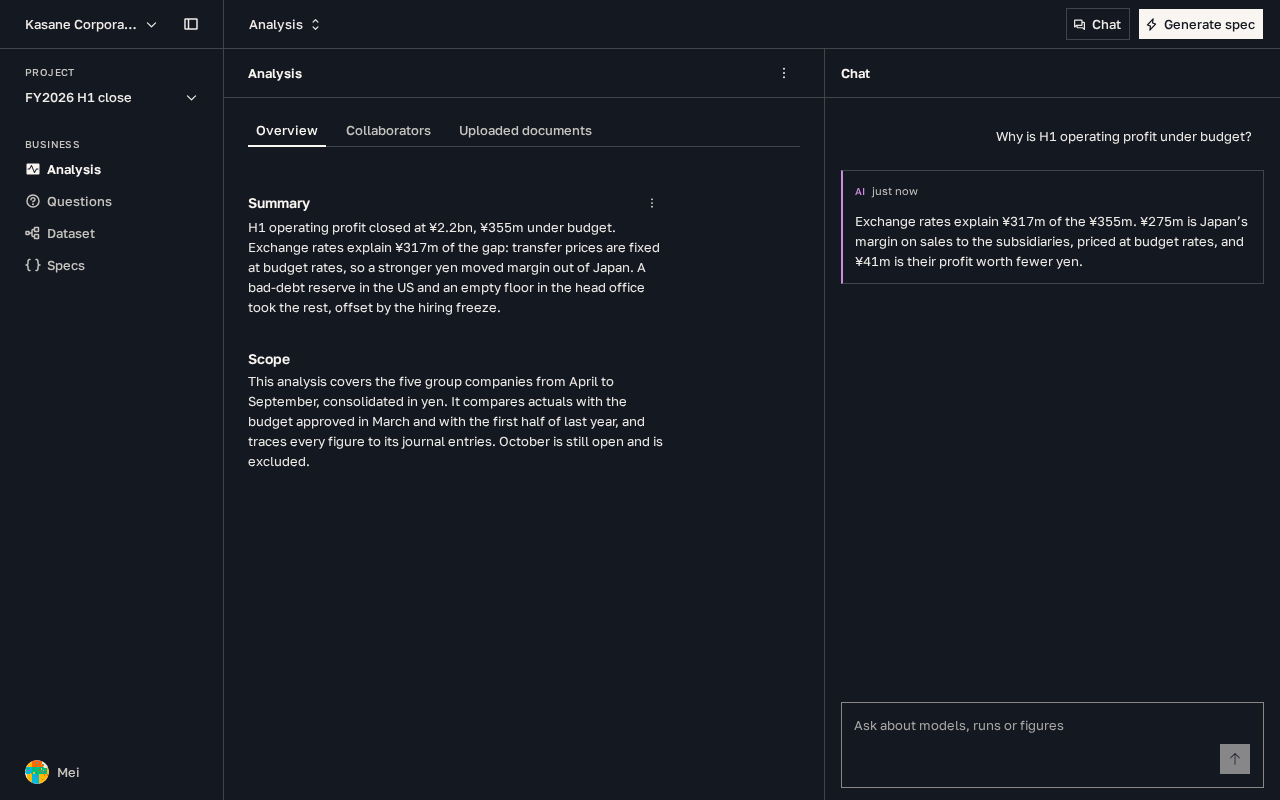 Kasane Corpora…
Analysis
Chat
Generate spec
PROJECT
FY2026 H1 close
BUSINESS
Analysis
Questions
Dataset
Specs
Mei
Analysis
Overview
Collaborators
Uploaded documents
Summary
H1 operating profit closed at ¥2.2bn, ¥355m under budget.
Exchange rates explain ¥317m of the gap: transfer prices are fixed
at budget rates, so a stronger yen moved margin out of Japan. A
bad-debt reserve in the US and an empty floor in the head office
took the rest, offset by the hiring freeze.
Scope
This analysis covers the five group companies from April to
September, consolidated in yen. It compares actuals with the
budget approved in March and with the first half of last year, and
traces every figure to its journal entries. October is still open and is
excluded.
Chat
Why is H1 operating profit under budget?
AI just now
Exchange rates explain ¥317m of the ¥355m. ¥275m is Japan’s
margin on sales to the subsidiaries, priced at budget rates, and
¥41m is their profit worth fewer yen.
Ask about models, runs or figures